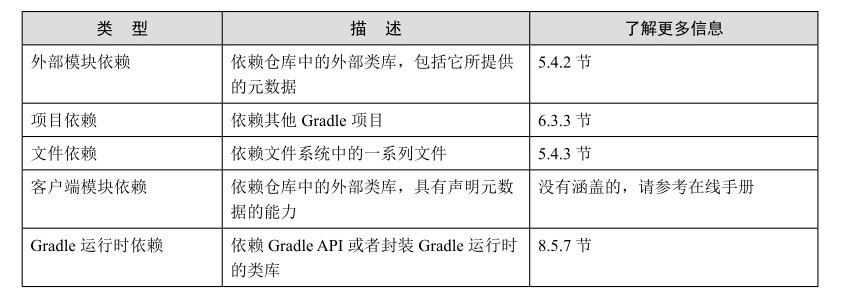 类 型 描 述 了解更多信息
外部模块依赖 依赖仓库中的外部类库，包括它所提供 5.4.2 节
的元数据
项目依赖 依赖其他 Gradle 项目 6.3.3 节
文件依赖 依赖文件系统中的一系列文件 5.4.3 节
客户端模块依赖 依赖仓库中的外部类库，具有声明元数 没有涵盖的，请参考在线手册
据的能力
Gradle 运行时依赖 依赖 Gradle API 或者封装 Gradle 运行时 8.5.7 节
的类库